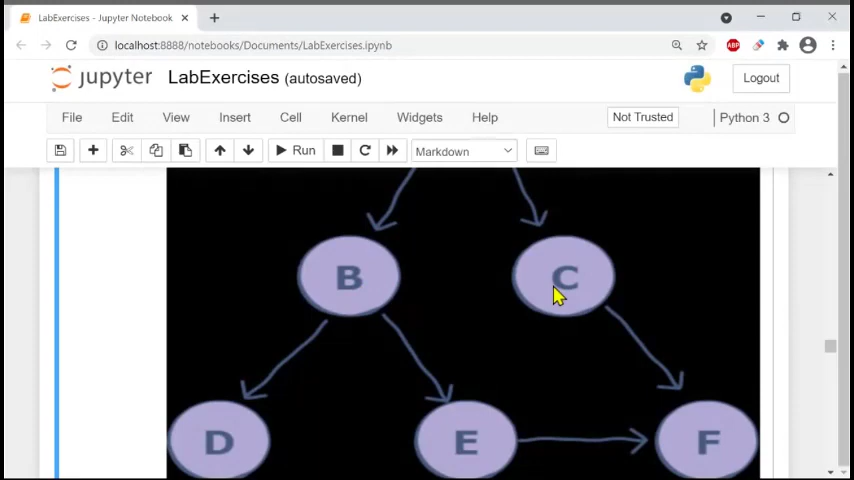 LabExercises - Jupyter Notebook
localhost:8888/notebooks/Documents/LabExercises.ipynb
ABP
jupyter LabExercises (autosaved) Logout
File Edit View Insert Cell Kernel Widgets Help Not Trusted Python 3
Run Markdown
B C
D E F